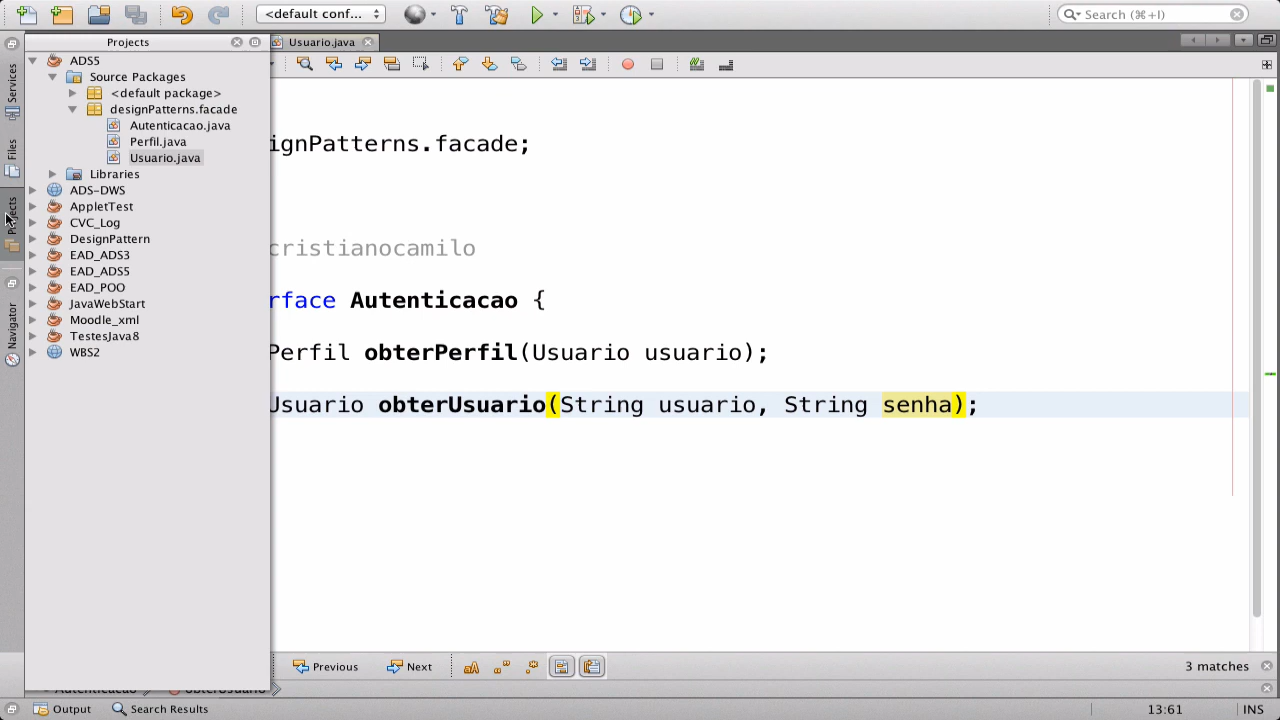 <default conf...
Search (⌘+I)
Projects
Usuario.java
Services
Files
Projects
Navigator
ADS5
Source Packages
<default package>
designPatterns.facade
Autenticacao.java
Perfil.java
Usuario.java
Libraries
ADS-DWS
AppletTest
CVC_Log
DesignPattern
EAD_ADS3
EAD_ADS5
EAD_POO
JavaWebStart
Moodle_xml
TestesJava8
WBS2
ignPatterns.facade;
cristianocamilo
rface Autenticacao {
Perfil obterPerfil(Usuario usuario);
Usuario obterUsuario(String usuario, String senha);
Previous
Next
3 matches
Autenticacao
obterUsuario
Output
Search Results
13:61
INS